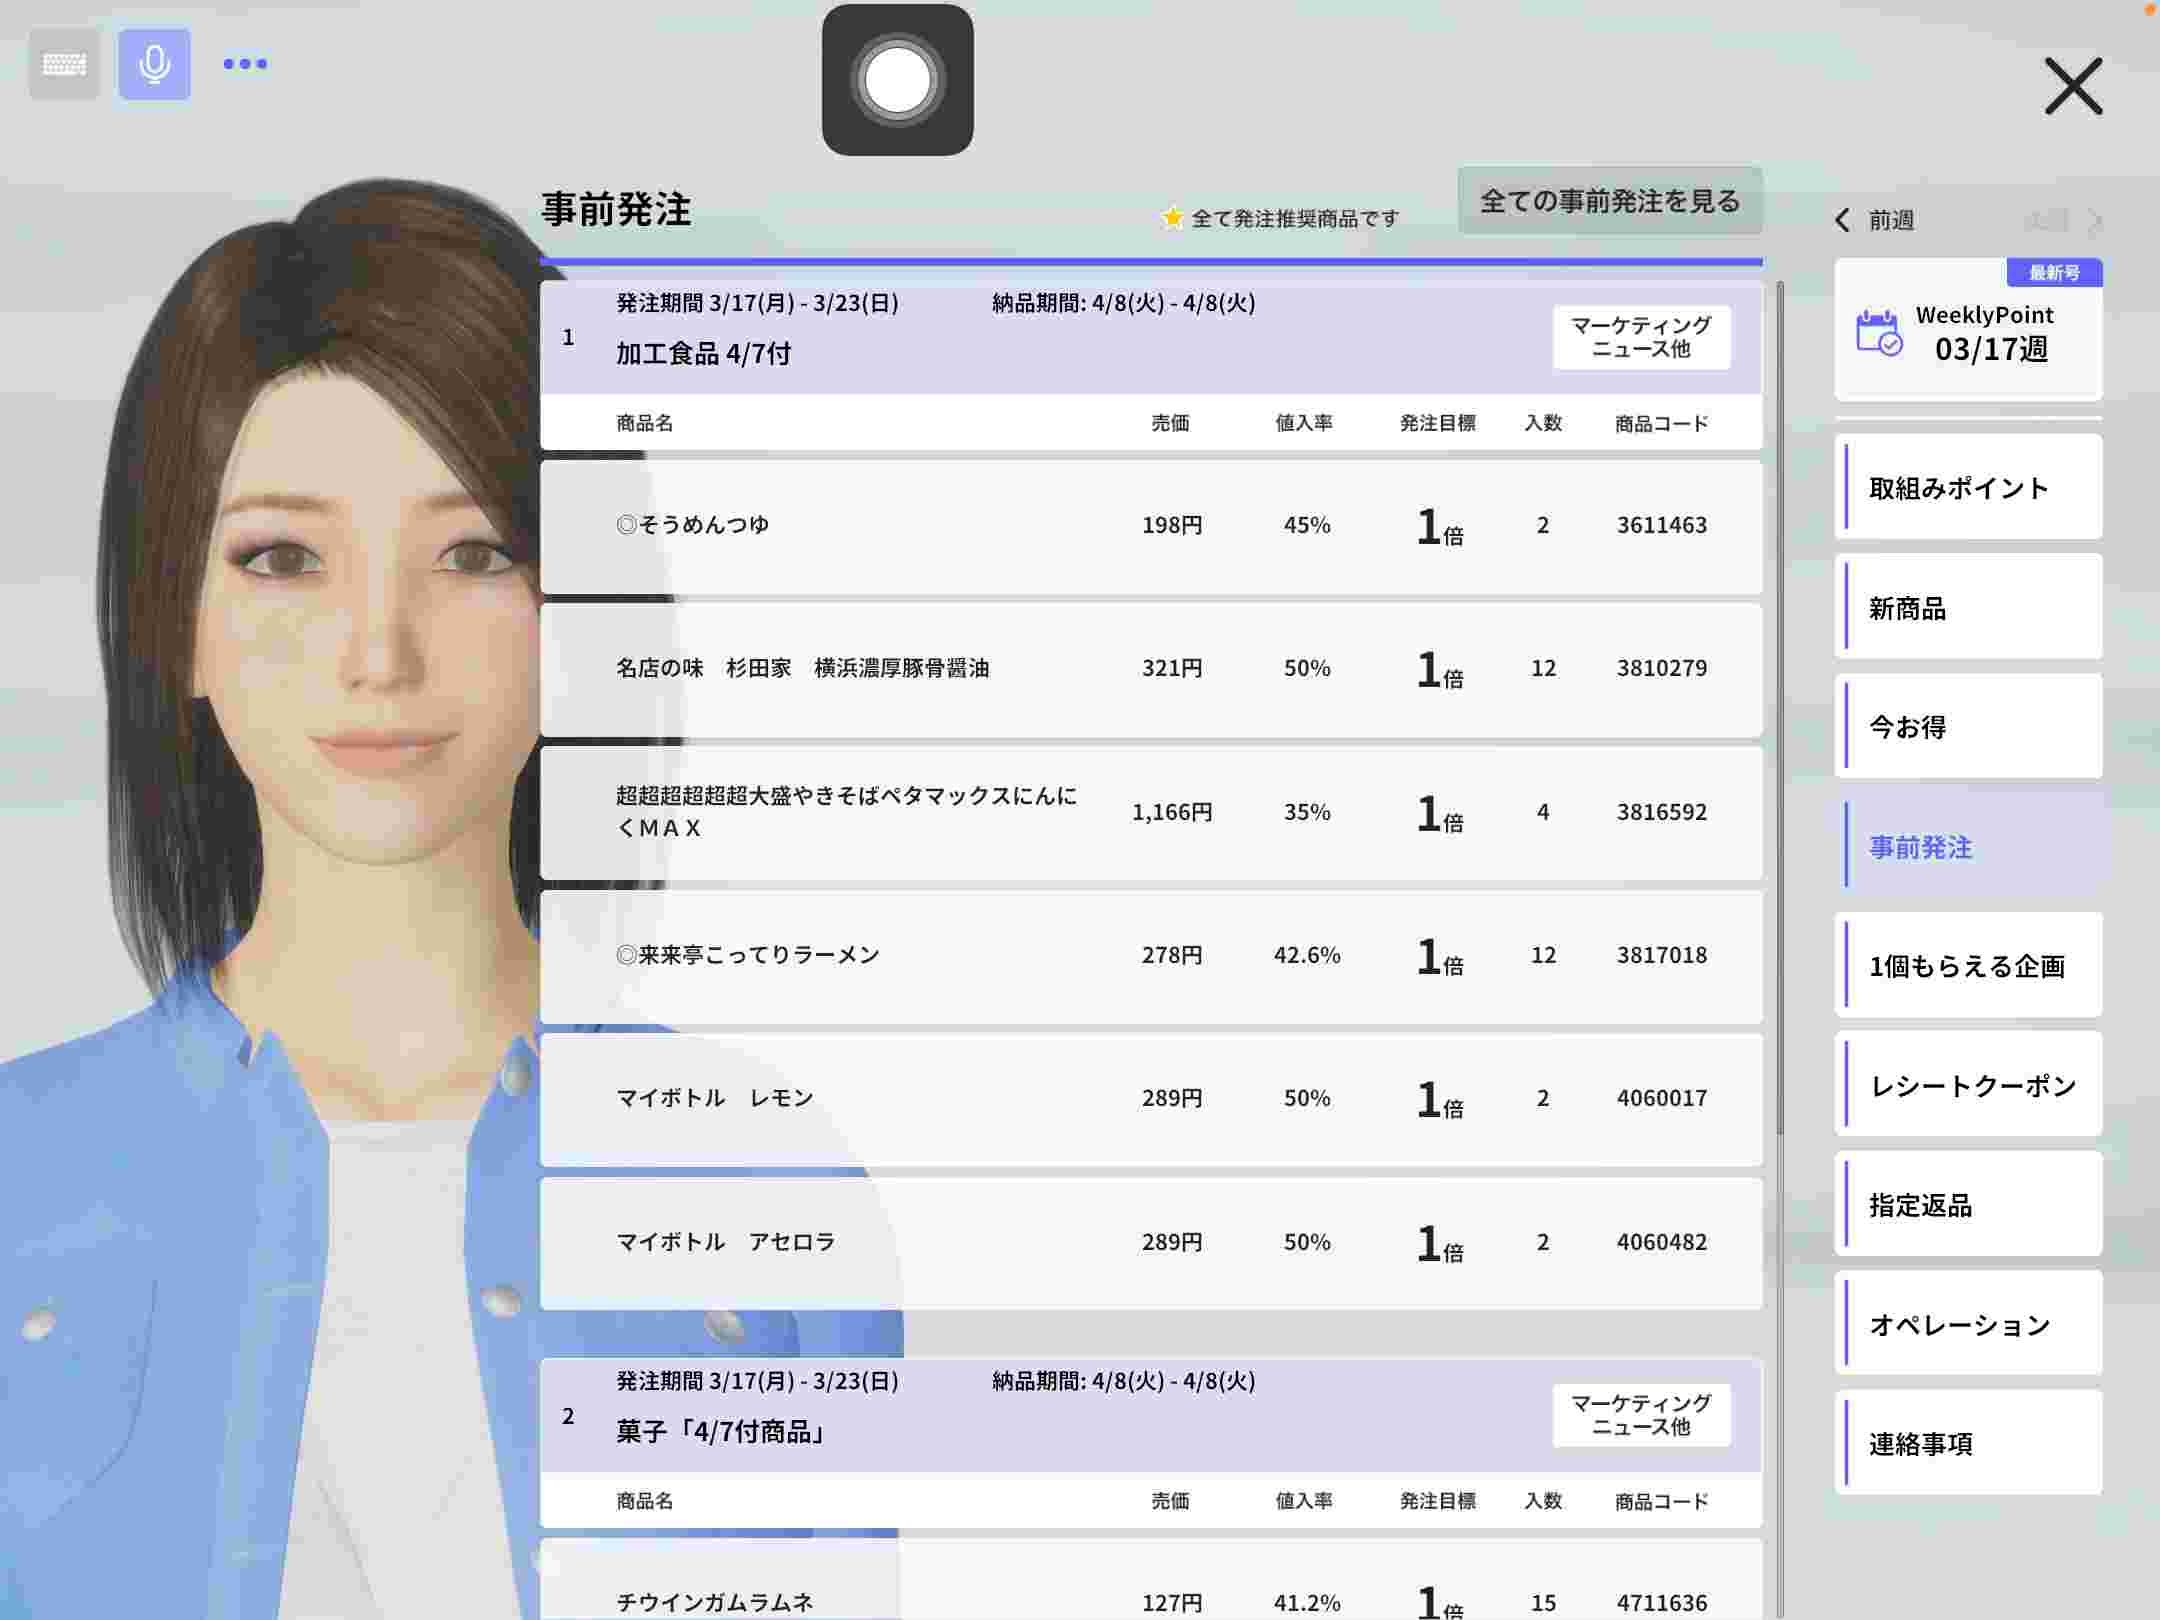 事前発注
全て発注推奨商品です
全ての事前発注を見る
前週
最新号
WeeklyPoint
03/17週
1
発注期間 3/17(月) - 3/23(日)
納品期間: 4/8(火) - 4/8(火)
加工食品 4/7付
マーケティング
ニュース他
商品名 売価 値入率 発注目標 入数 商品コード
◎そうめんつゆ 198円 45% 1倍 2 3611463
名店の味　杉田家　横浜濃厚豚骨醤油 321円 50% 1倍 12 3810279
超超超超超超大盛やきそばペタマックスにんに
くＭＡＸ 1,166円 35% 1倍 4 3816592
◎来来亭こってりラーメン 278円 42.6% 1倍 12 3817018
マイボトル　レモン 289円 50% 1倍 2 4060017
マイボトル　アセロラ 289円 50% 1倍 2 4060482
2
発注期間 3/17(月) - 3/23(日)
納品期間: 4/8(火) - 4/8(火)
菓子「4/7付商品」
マーケティング
ニュース他
商品名 売価 値入率 発注目標 入数 商品コード
チウインガムラムネ 127円 41.2% 1倍 15 4711636
取組みポイント
新商品
今お得
事前発注
1個もらえる企画
レシートクーポン
指定返品
オペレーション
連絡事項